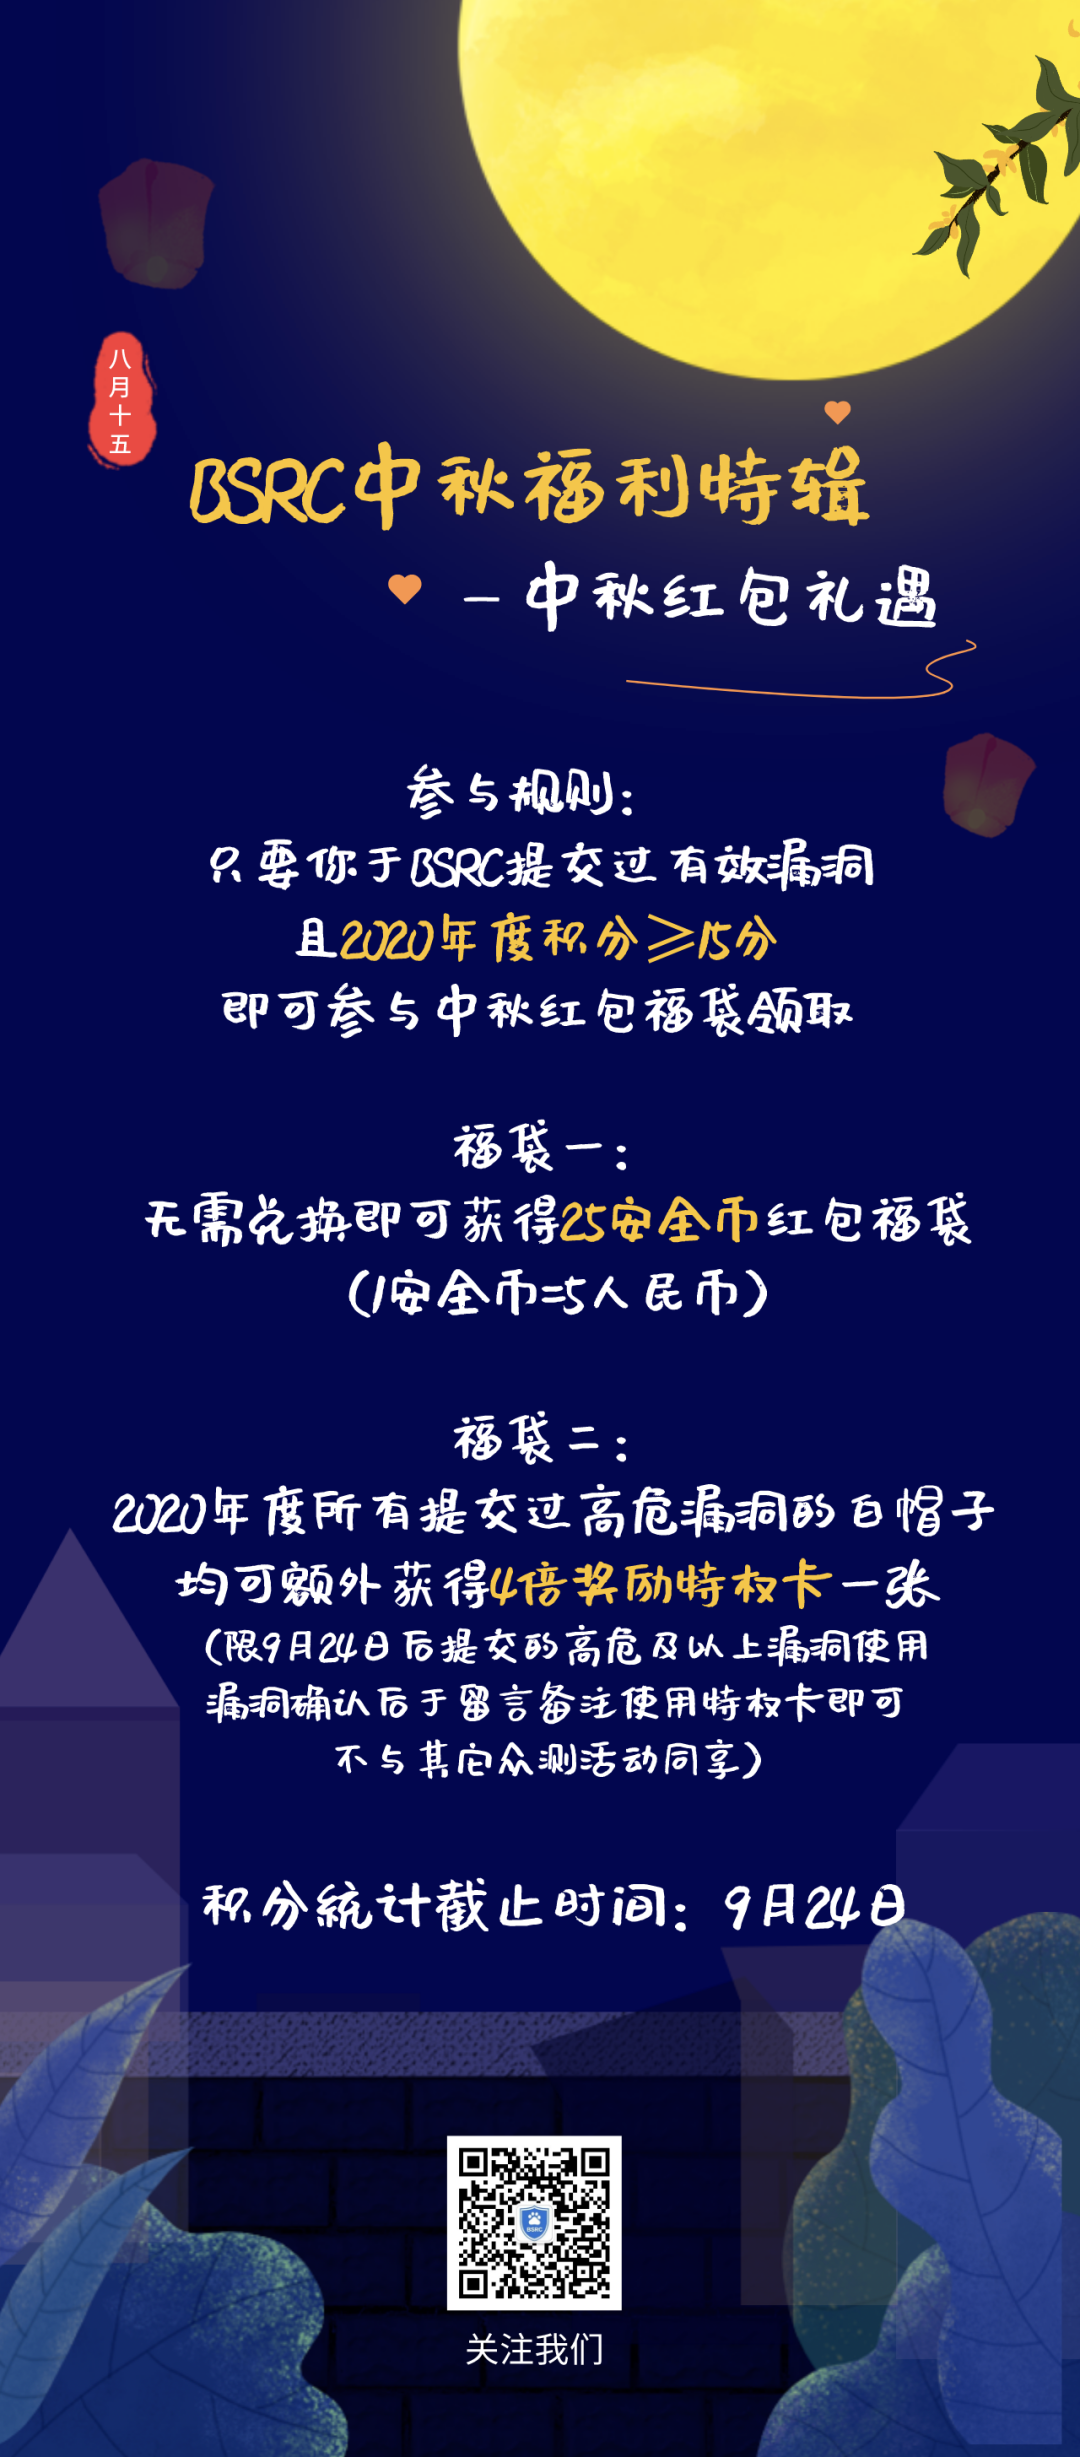 八月十五
BSRC中秋福利特辑
-中秋红包礼遇
参与规则:
只要你于BSRC提交过有效漏洞
且2020年度积分≥15分
即可参与中秋红包福袋领取
福袋一:
无需兑换即可获得25安全币红包福袋
(1安全币=5人民币)
福袋二:
2020年度所有提交过高危漏洞的白帽子
均可额外获得4倍奖励特权卡一张
(限9月24日后提交的高危及以上漏洞使用
漏洞确认后于留言备注使用特权卡即可
不与其它众测活动同享)
积分統计截止时间: 9月24日
BSRC
关注我们